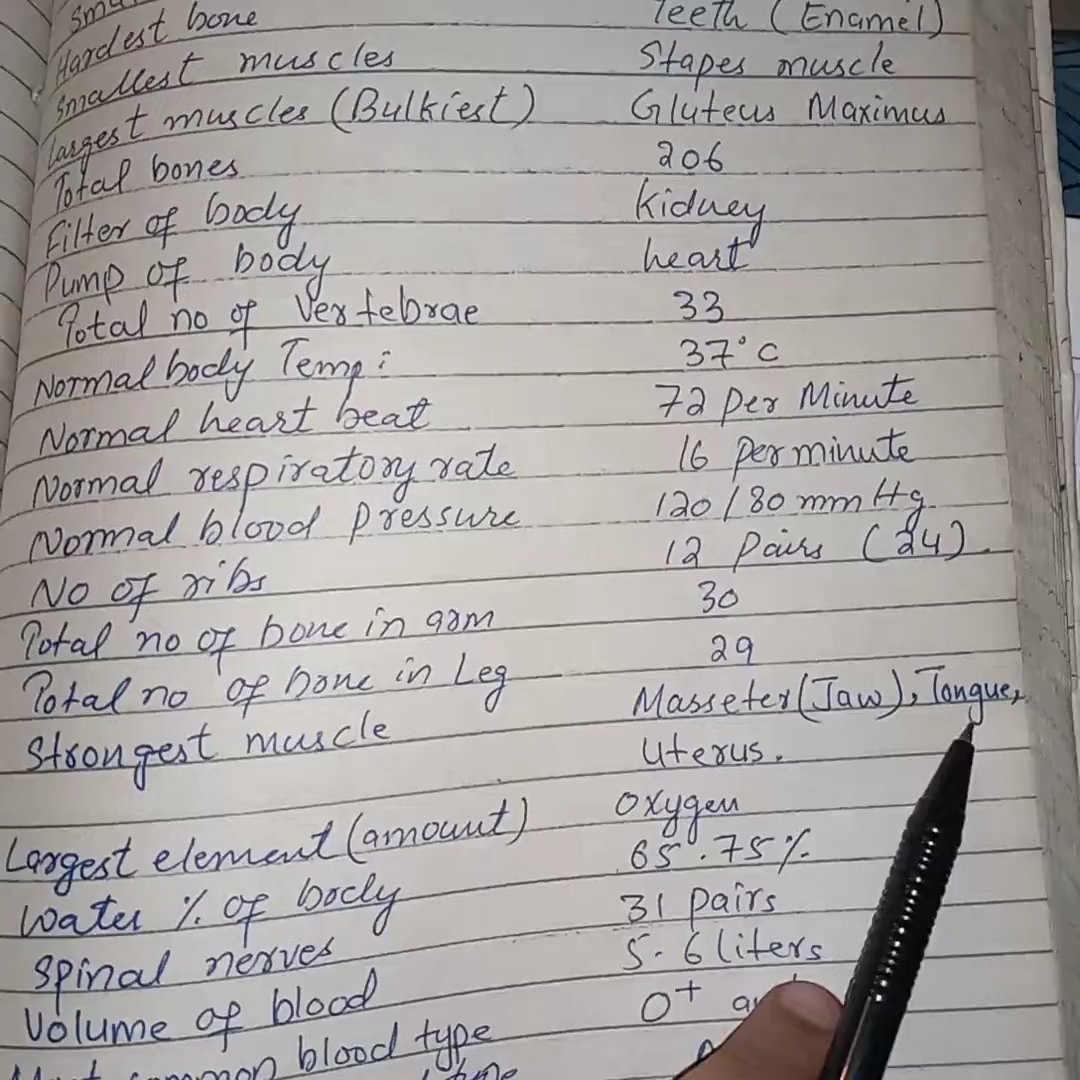 Hardest bone Teeth (Enamel)
Smallest muscles Stapes muscle
Largest muscles (Bulkiest) Gluteus Maximus
Total bones 206
Filter of body Kidney
Pump of body heart
Total no of Vertebrae 33
Normal body Temp: 37°C
Normal heart beat 72 per Minute
Normal respiratory rate 16 per minute
Normal blood pressure 120/80 mmHg
No of ribs 12 pairs (24)
Total no of bone in arm 30
Total no of bone in Leg 29
Strongest muscle Masseter (Jaw), Tongue,
Uterus.
Largest element (amount) Oxygen
Water % of body 65.75%
Spinal nerves 31 pairs
Volume of blood 5-6 liters
common blood type O+